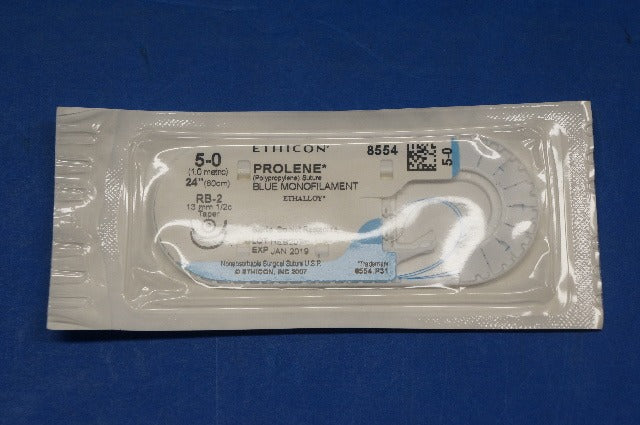 ETHICON*
5-0
(1.0 metric)
24" (60cm)
RB-2
13 mm 1/2c
Taper
8554
5-0
PROLENE*
(Polypropylene) Suture
BLUE MONOFILAMENT
ETHALLOY*
EXP JAN 2019
Nonabsorbable Surgical Suture U.S.P.
© ETHICON, INC 2007
*Trademark
8554.P31